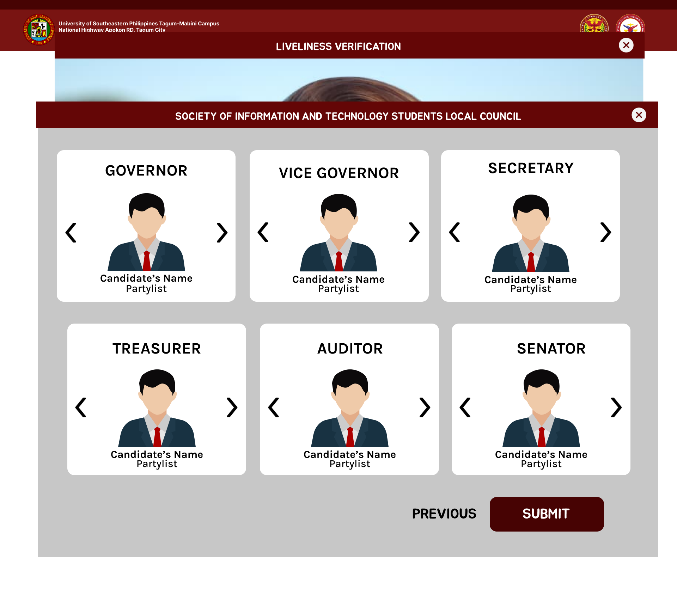 University of Southeastern Philippines Tagum-Mabini Campus
National Highway Apokon RD. Tagum City
LIVELINESS VERIFICATION
SOCIETY OF INFORMATION AND TECHNOLOGY STUDENTS LOCAL COUNCIL
GOVERNOR
Candidate's Name
Partylist
VICE GOVERNOR
Candidate's Name
Partylist
SECRETARY
Candidate's Name
Partylist
TREASURER
Candidate's Name
Partylist
AUDITOR
Candidate's Name
Partylist
SENATOR
Candidate's Name
Partylist
PREVIOUS
SUBMIT